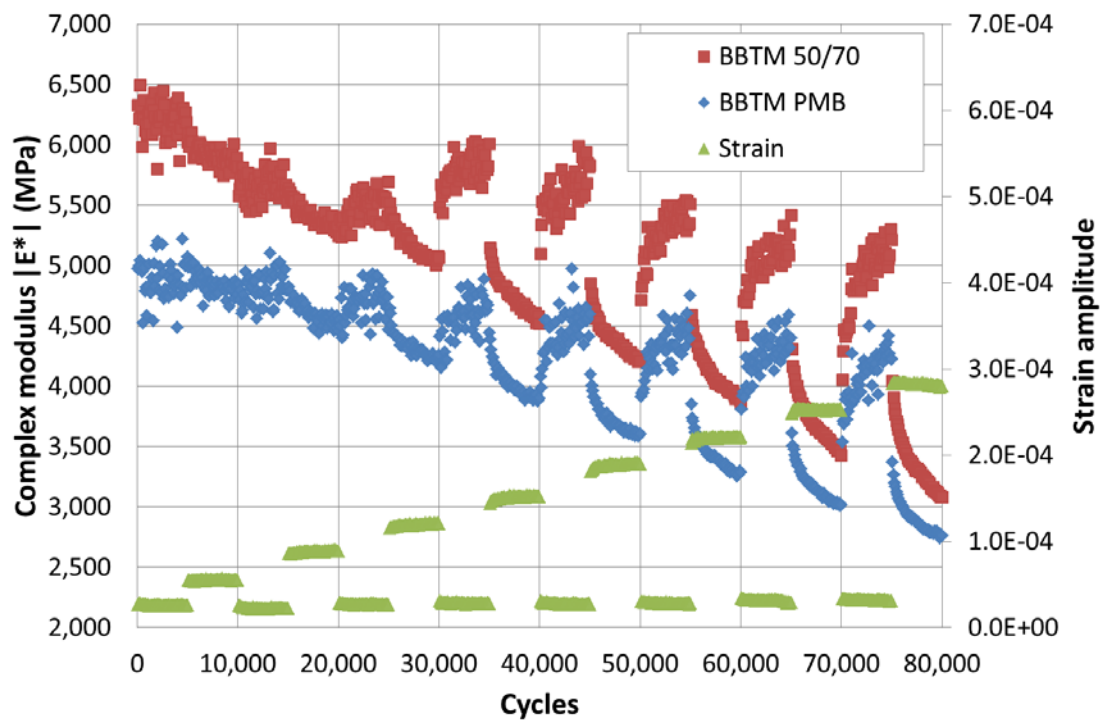 7,000
6,500
6,000
5,500
5,000
4,500
4,000
3,500
3,000
2,500
2,000
Complex modulus |E*| (MPa)
BBTM 50/70
BBTM PMB
Strain
7.0E-04
6.0E-04
5.0E-04
4.0E-04
3.0E-04
2.0E-04
1.0E-04
0.0E+00
Strain amplitude
0 10,000 20,000 30,000 40,000 50,000 60,000 70,000 80,000
Cycles